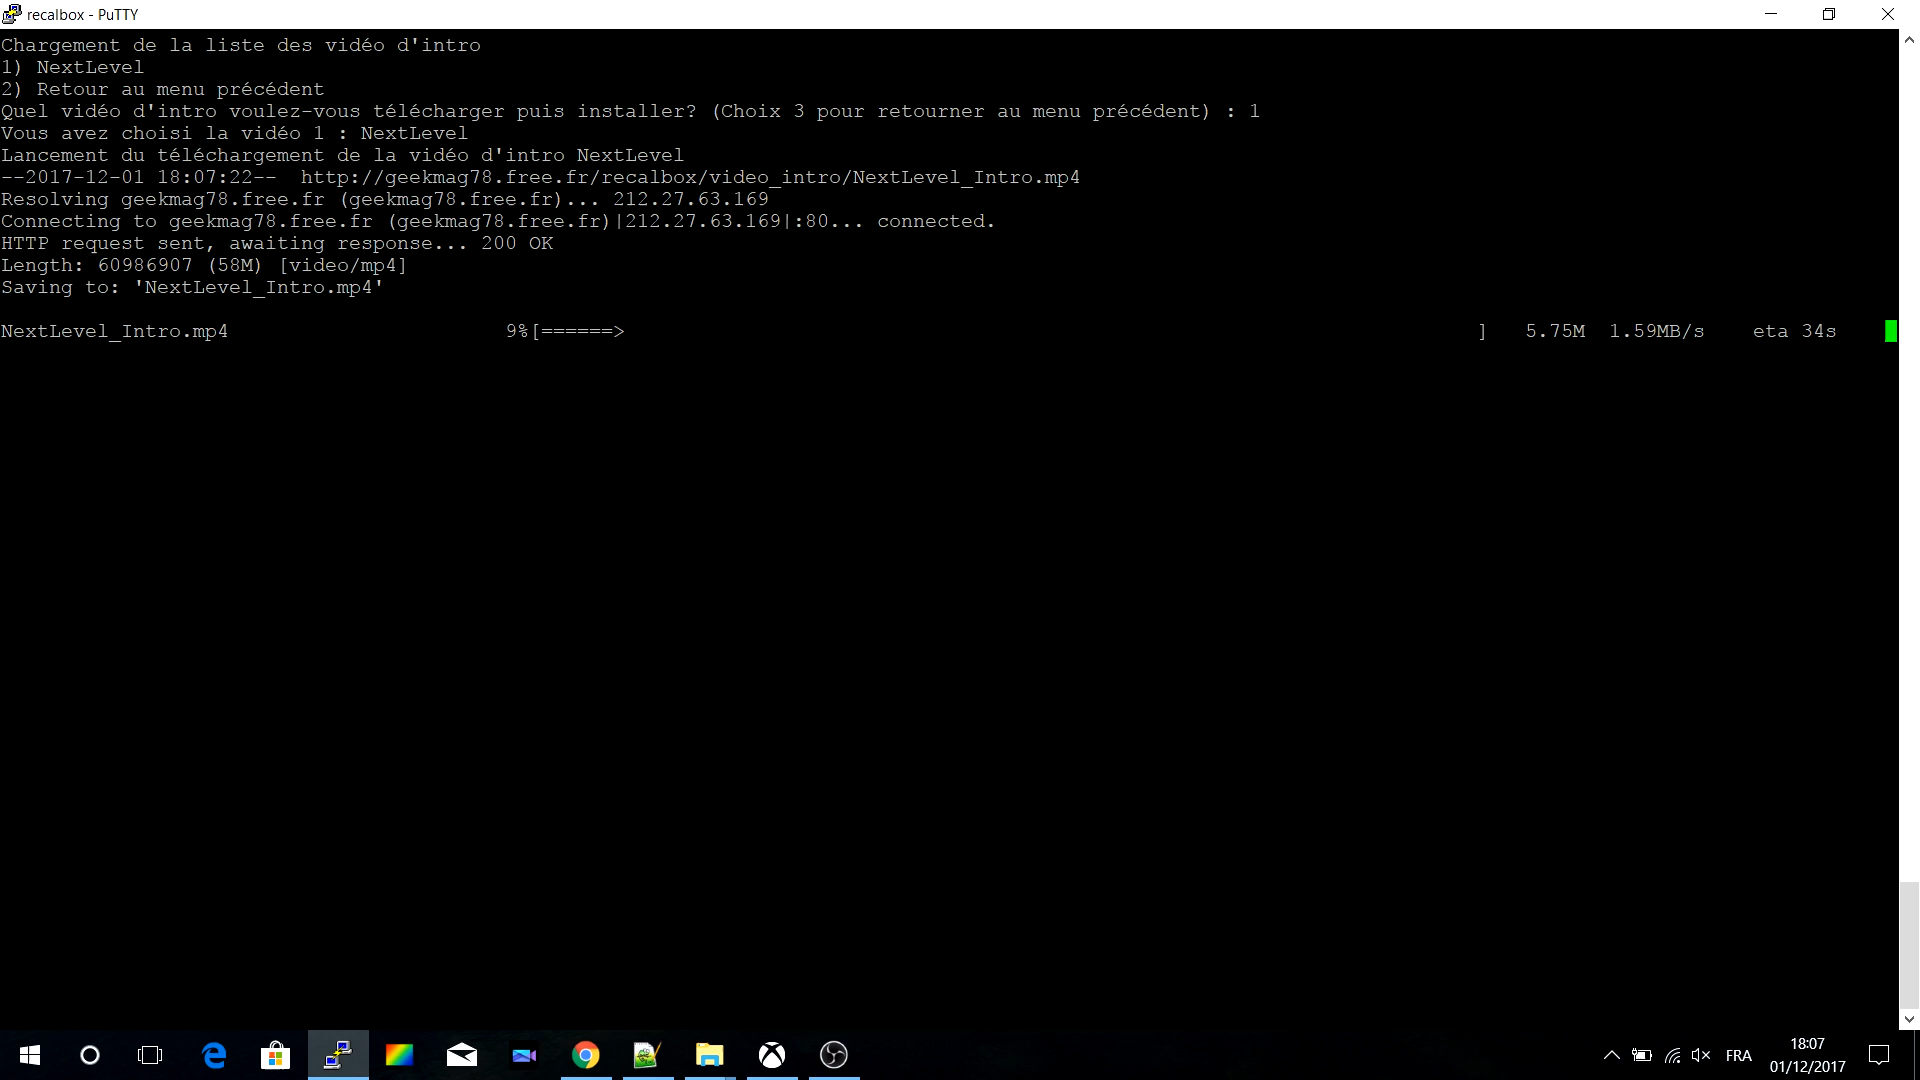 recalbox - PuTTY
Chargement de la liste des vidéo d'intro
1) NextLevel
2) Retour au menu précédent
Quel vidéo d'intro voulez-vous télécharger puis installer? (Choix 3 pour retourner au menu précédent) : 1
Vous avez choisi la vidéo 1 : NextLevel
Lancement du téléchargement de la vidéo d'intro NextLevel
--2017-12-01 18:07:22--  http://geekmag78.free.fr/recalbox/video_intro/NextLevel_Intro.mp4
Resolving geekmag78.free.fr (geekmag78.free.fr)... 212.27.63.169
Connecting to geekmag78.free.fr (geekmag78.free.fr)|212.27.63.169|:80... connected.
HTTP request sent, awaiting response... 200 OK
Length: 60986907 (58M) [video/mp4]
Saving to: 'NextLevel_Intro.mp4'
NextLevel_Intro.mp4 9%[======> ] 5.75M 1.59MB/s eta 34s
FRA
18:07
01/12/2017